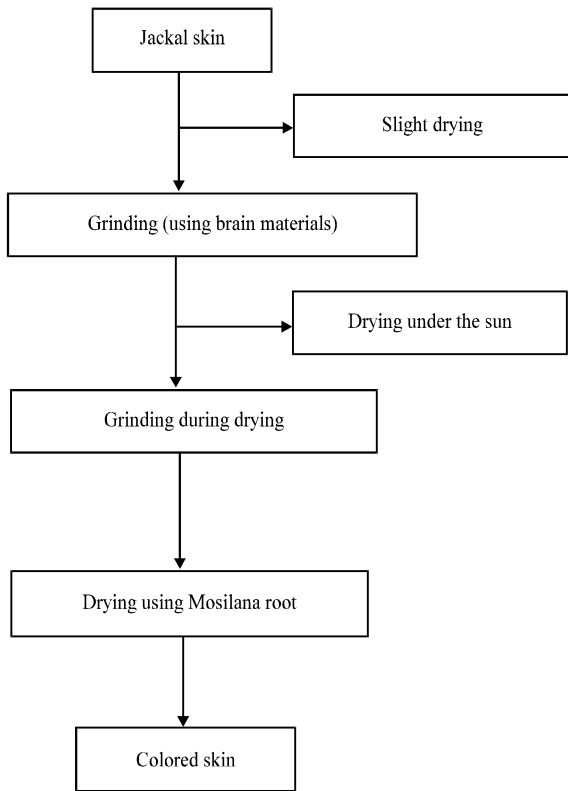 Jackal skin
Slight drying
Grinding (using brain materials)
Drying under the sun
Grinding during drying
Drying using Mosilana root
Colored skin